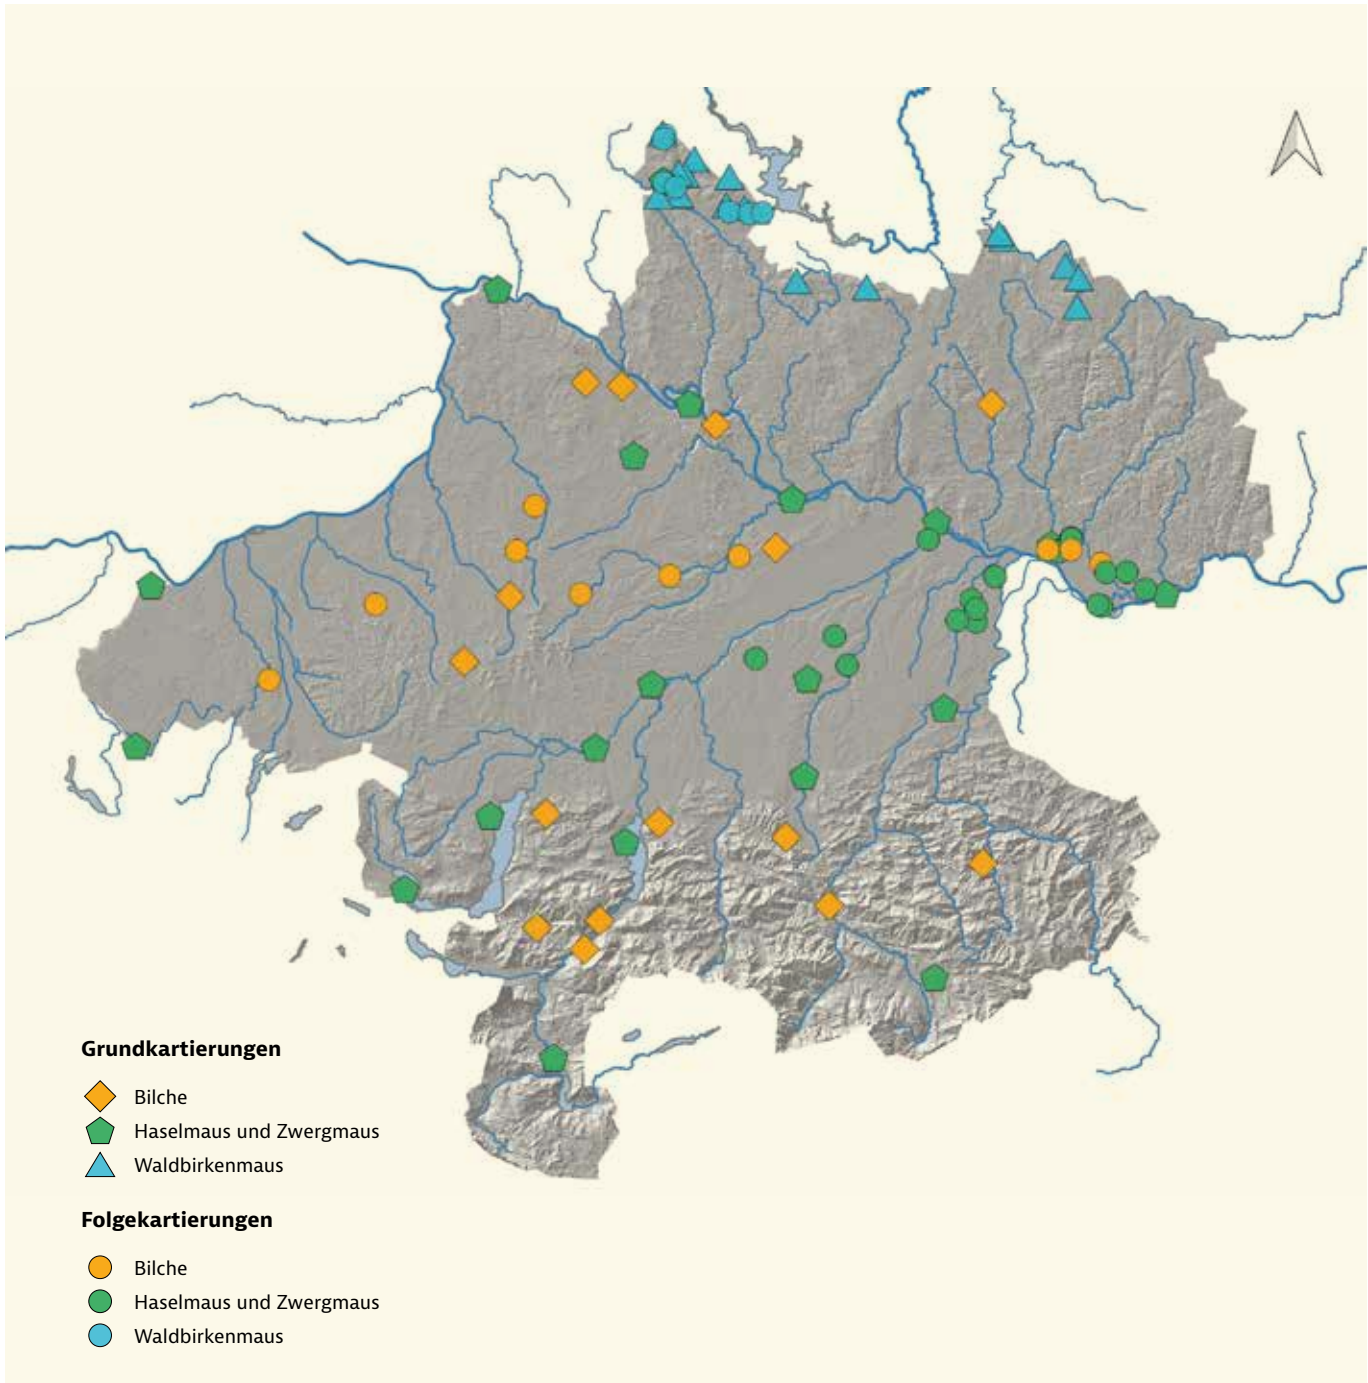 Grundkartierungen
Bilche
Haselmaus und Zwergmaus
Waldbirkenmaus
Folgekartierungen
Bilche
Haselmaus und Zwergmaus
Waldbirkenmaus